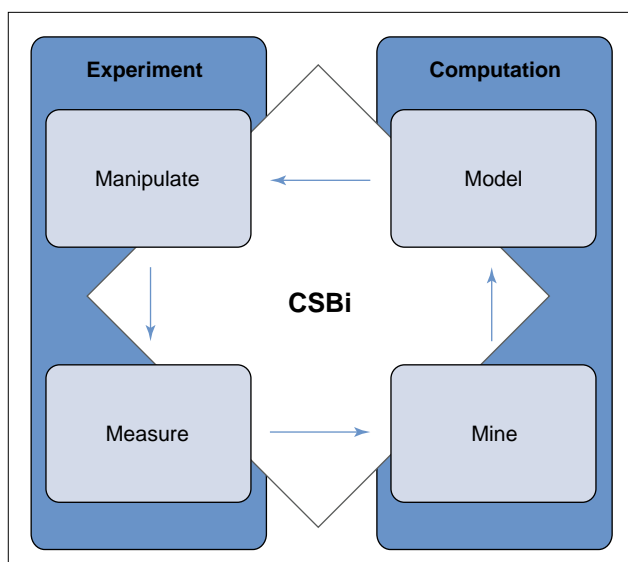 Experiment
Computation
Manipulate
Model
CSBi
Measure
Mine